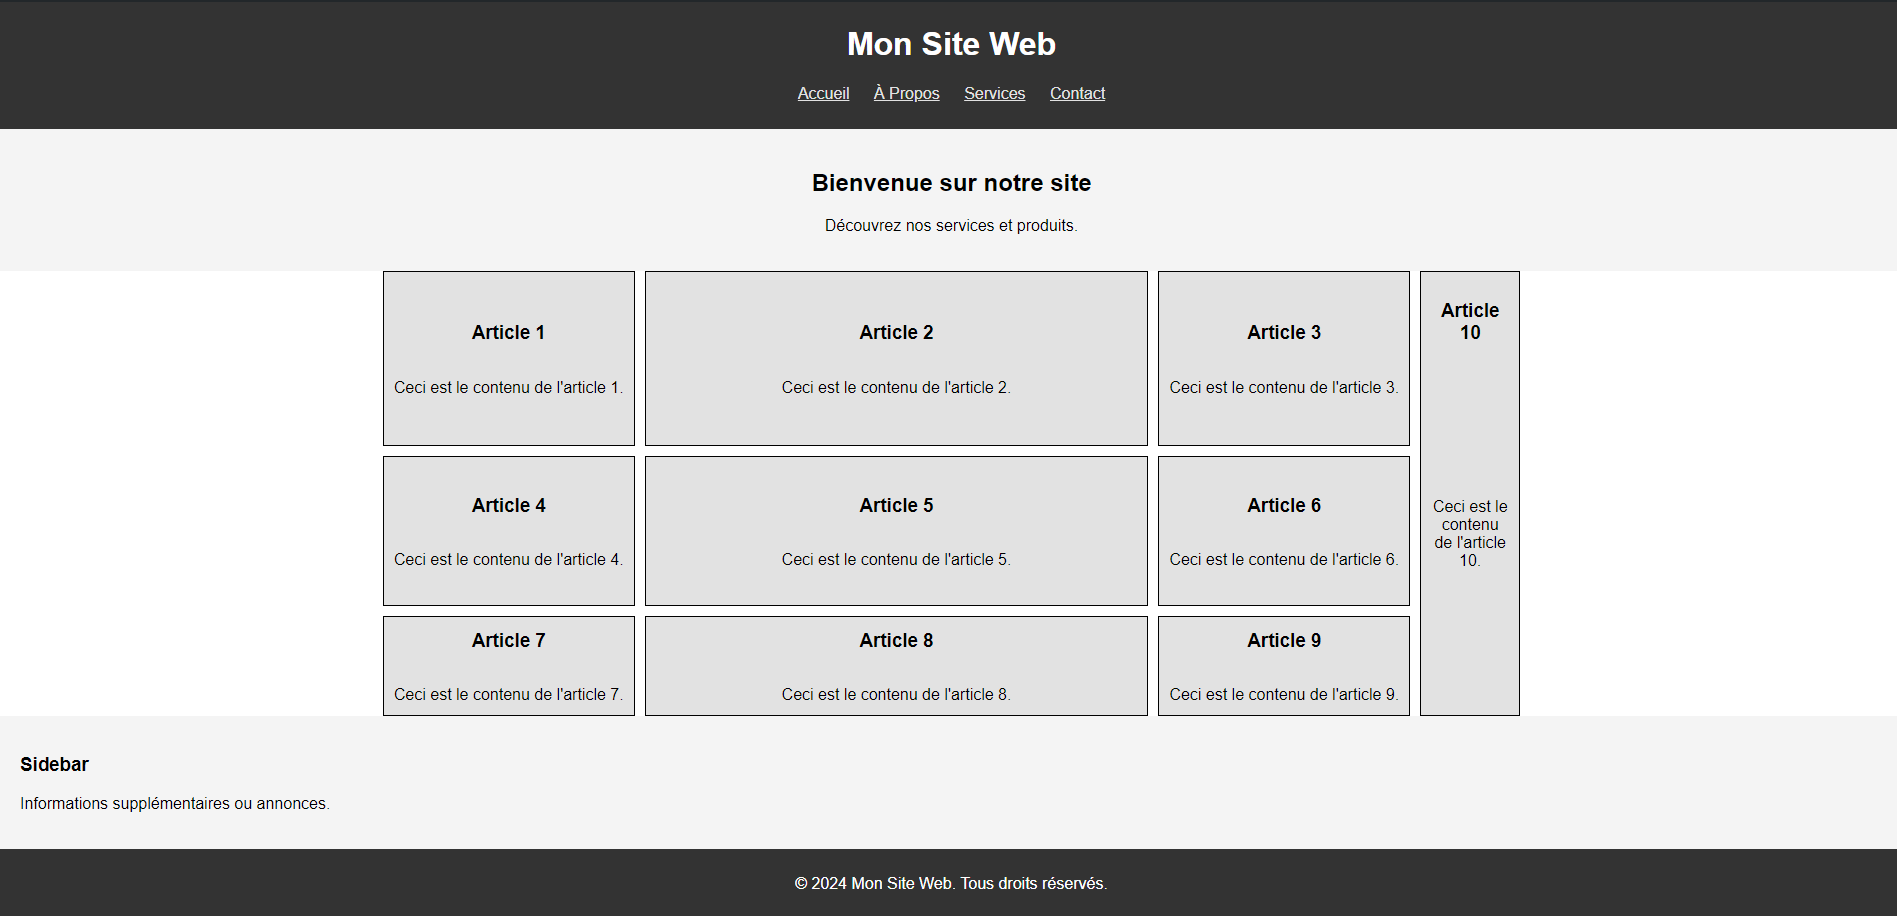 Mon Site Web
Accueil À Propos Services Contact
Bienvenue sur notre site
Découvrez nos services et produits.
Article 1
Ceci est le contenu de l'article 1.
Article 2
Ceci est le contenu de l'article 2.
Article 3
Ceci est le contenu de l'article 3.
Article
10
Ceci est le
contenu
de l'article
10.
Article 4
Ceci est le contenu de l'article 4.
Article 5
Ceci est le contenu de l'article 5.
Article 6
Ceci est le contenu de l'article 6.
Article 7
Ceci est le contenu de l'article 7.
Article 8
Ceci est le contenu de l'article 8.
Article 9
Ceci est le contenu de l'article 9.
Sidebar
Informations supplémentaires ou annonces.
© 2024 Mon Site Web. Tous droits réservés.